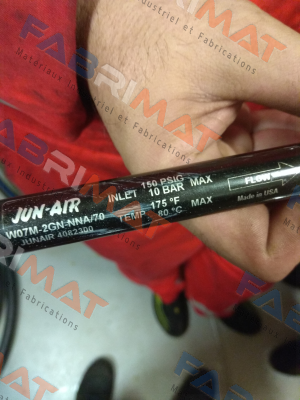 JUN-AIR
W07M-2GN-NNA/70
JUNAIR 4082300
INLET 150 PSIG MAX
10 BAR
TEMP 175 °F MAX
80 °C
FLOW
Made in USA
FABRIMAT
Matériaux Industriel et Fabrications